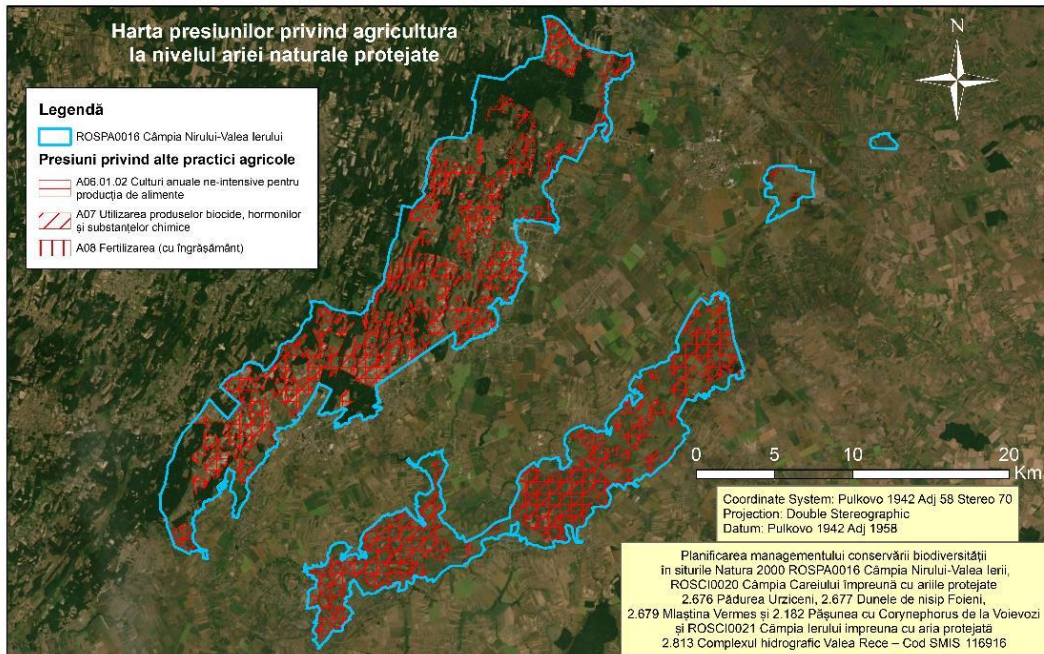 Harta presiunilor privind agricultura
la nivelul ariei naturale protejate
N
Legendă
ROSPA0016 Câmpia Nirului-Valea Ierului
Presiuni privind alte practici agricole
A06.01.02 Culturi anuale ne-intensive pentru
producția de alimente
A07 Utilizarea produselor biocide, hormonilor
și substanțelor chimice
A08 Fertilizarea (cu îngrășământ)
0 5 10 20
Km
Coordinate System: Pulkovo 1942 Adj 58 Stereo 70
Projection: Double Stereographic
Datum: Pulkovo 1942 Adj 1958
Planificarea managementului conservării biodiversității
în siturile Natura 2000 ROSPA0016 Câmpia Nirului-Valea Ierii,
ROSCI0020 Câmpia Careiului împreună cu ariile protejate
2.676 Pădurea Urziceni, 2.677 Dunele de nisip Foieni,
2.679 Mlaștina Vermes și 2.182 Pășunea cu Corynephorus de la Voievozi
și ROSCI0021 Câmpia Ierului împreuna cu aria protejată
2.813 Complexul hidrografic Valea Rece – Cod SMIS 116916